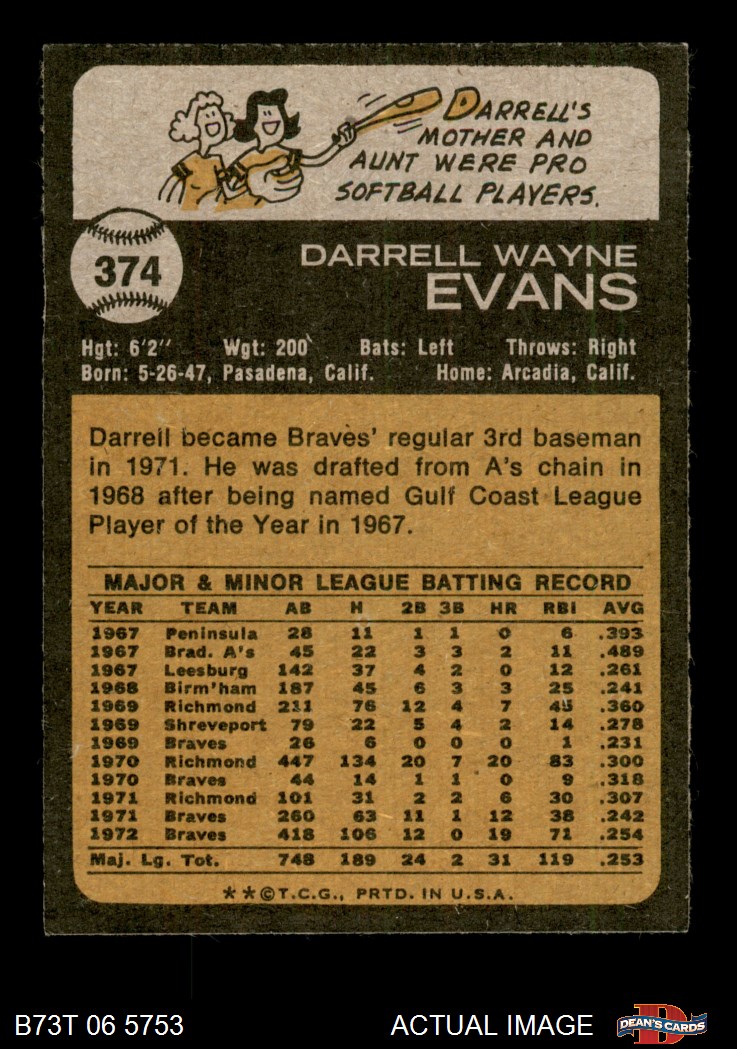 DARRELL'S
MOTHER AND
AUNT WERE PRO
SOFTBALL PLAYERS.
374
DARRELL WAYNE
EVANS
Hgt: 6'2" Wgt: 200 Bats: Left Throws: Right
Born: 5-26-47, Pasadena, Calif. Home: Arcadia, Calif.
Darrell became Braves' regular 3rd baseman
in 1971. He was drafted from A's chain in
1968 after being named Gulf Coast League
Player of the Year in 1967.
MAJOR & MINOR LEAGUE BATTING RECORD
YEAR TEAM AB H 2B 3B HR RBI AVG
1967 Peninsula 28 11 1 1 0 6 .393
1967 Brad. A's 45 22 3 3 2 11 .489
1967 Leesburg 142 37 4 2 0 12 .261
1968 Birm'ham 187 45 6 3 3 25 .241
1969 Richmond 211 76 12 4 7 45 .360
1969 Shreveport 79 22 5 4 2 14 .278
1969 Braves 26 6 0 0 0 1 .231
1970 Richmond 447 134 20 7 20 83 .300
1970 Braves 44 14 1 1 0 9 .318
1971 Richmond 101 31 2 2 6 30 .307
1971 Braves 260 63 11 1 12 38 .242
1972 Braves 418 106 12 0 19 71 .254
Maj. Lg. Tot. 748 189 24 2 31 119 .253
**©T.C.G., PRTD. IN U.S.A.
B73T 06 5753 ACTUAL IMAGE D DEAN'S CARDS